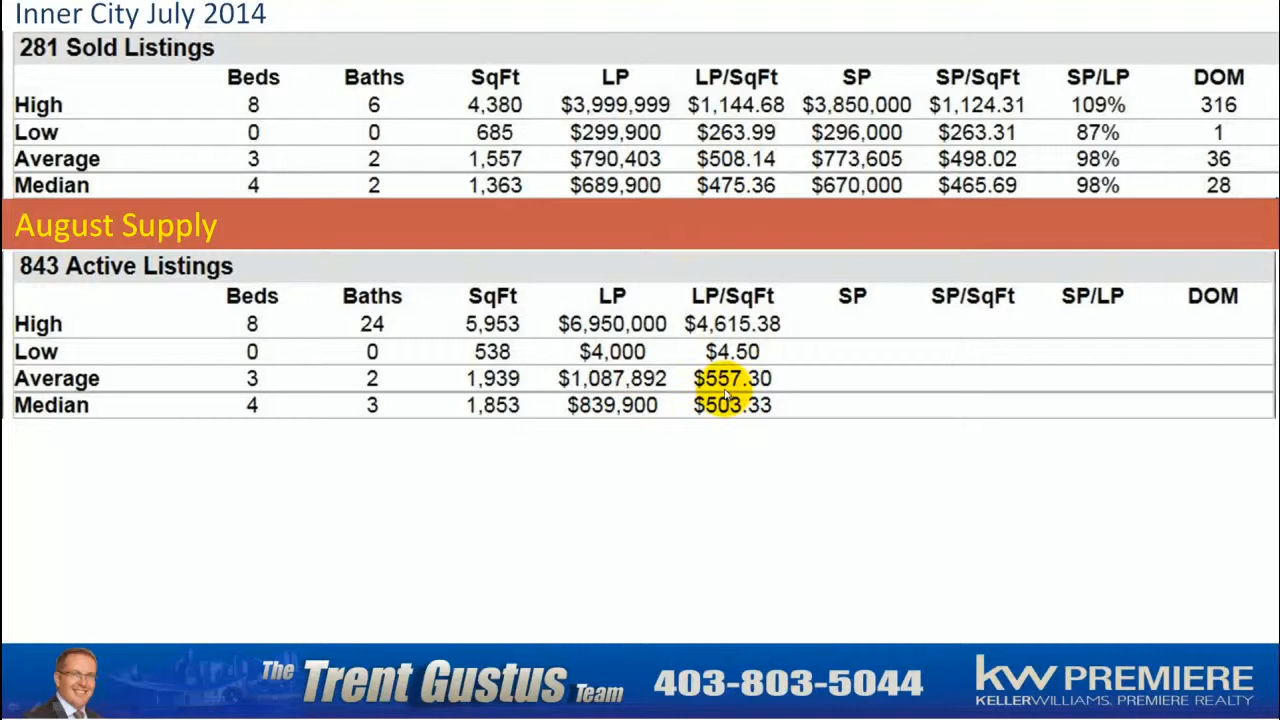 Inner City July 2014
281 Sold Listings
Beds Baths SqFt LP LP/SqFt SP SP/SqFt SP/LP DOM
High 8 6 4,380 $3,999,999 $1,144.68 $3,850,000 $1,124.31 109% 316
Low 0 0 685 $299,900 $263.99 $296,000 $263.31 87% 1
Average 3 2 1,557 $790,403 $508.14 $773,605 $498.02 98% 36
Median 4 2 1,363 $689,900 $475.36 $670,000 $465.69 98% 28
August Supply
843 Active Listings
Beds Baths SqFt LP LP/SqFt SP SP/SqFt SP/LP DOM
High 8 24 5,953 $6,950,000 $4,615.38
Low 0 0 538 $4,000 $4.50
Average 3 2 1,939 $1,087,892 $557.30
Median 4 3 1,853 $839,900 $503.33
The Trent Gustus Team 403-803-5044 kw PREMIERE
KELLERWILLIAMS. PREMIERE REALTY